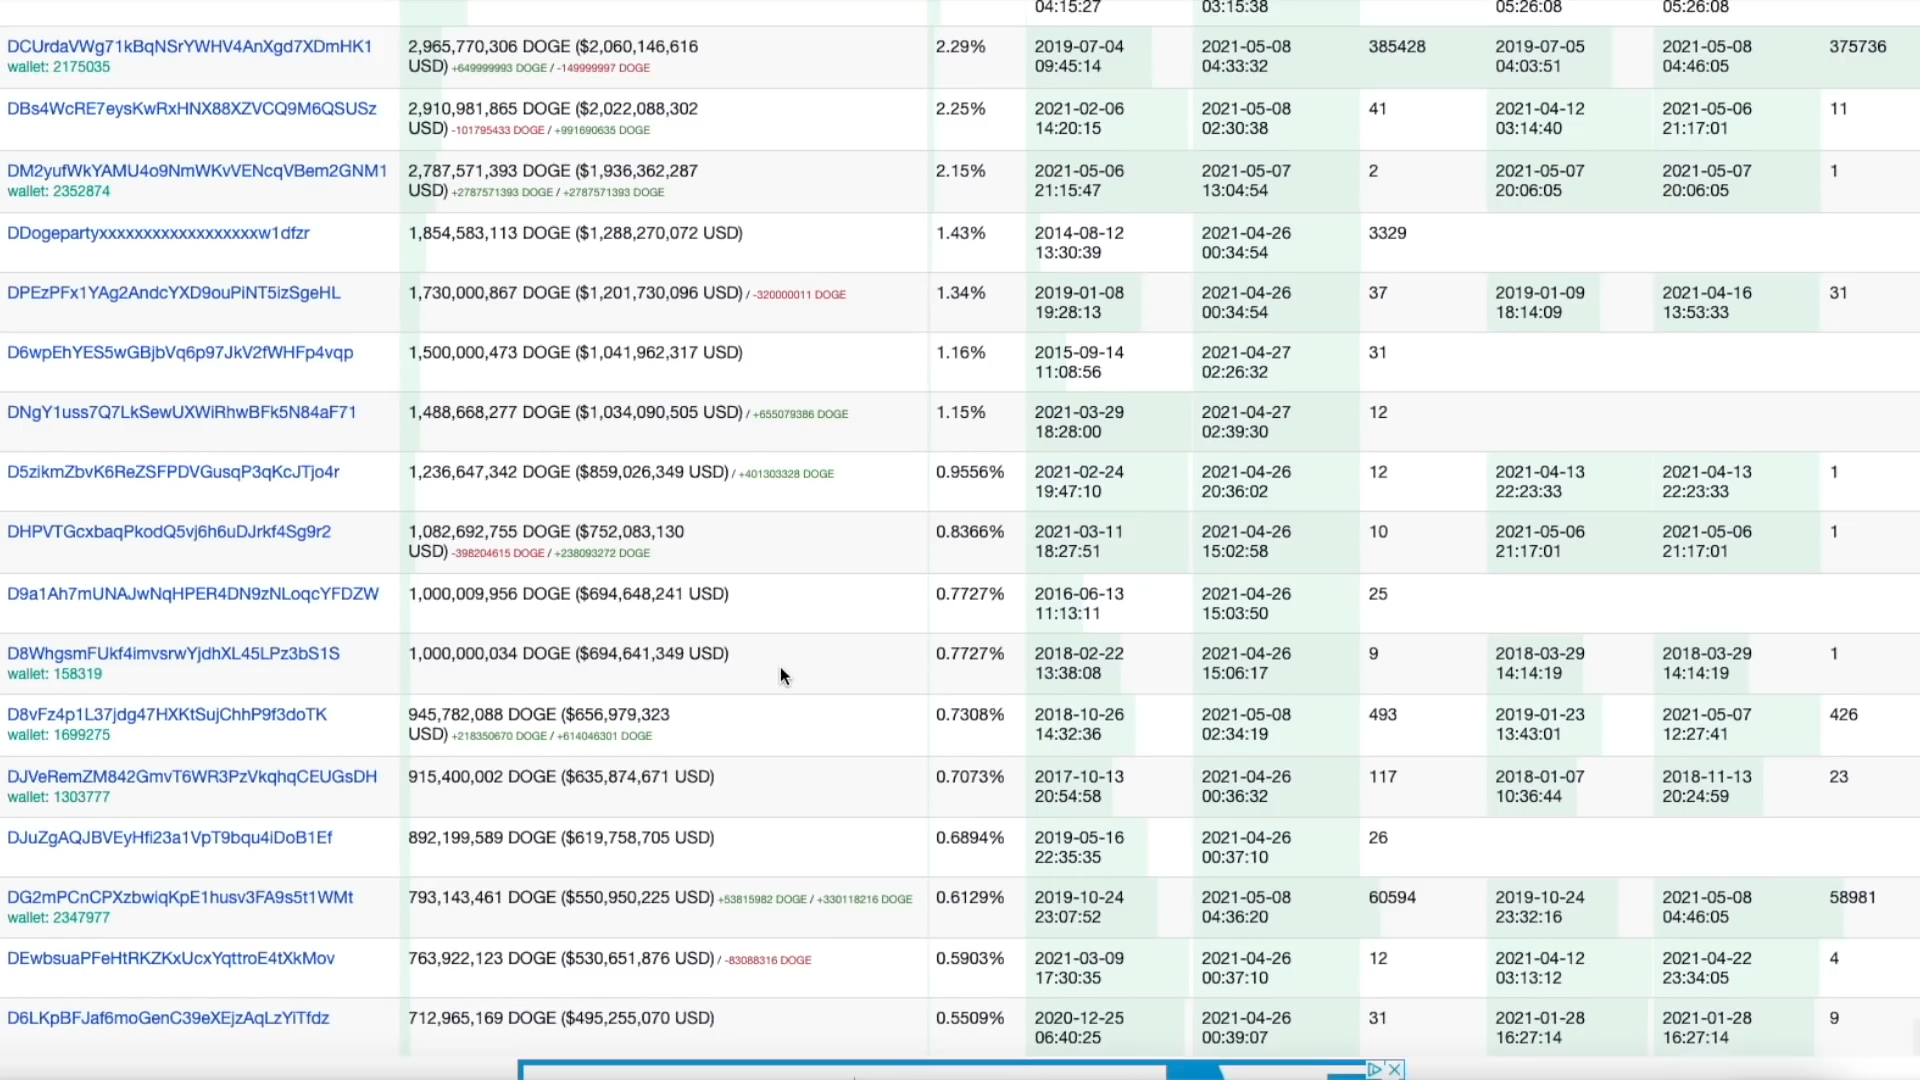 04:15:27 03:15:38 05:26:08 05:26:08
DCUrdaVWg71kBqNSrYWHV4AnXgd7XDmHK1 2,965,770,306 DOGE ($2,060,146,616 2.29% 2019-07-04 2021-05-08 385428 2019-07-05 2021-05-08 375736
wallet: 2175035 USD) +649999993 DOGE / -149999997 DOGE 09:45:14 04:33:32 04:03:51 04:46:05
DBs4WcRE7eysKwRxHNX88XZVCQ9M6QSUSz 2,910,981,865 DOGE ($2,022,088,302 2.25% 2021-02-06 2021-05-08 41 2021-04-12 2021-05-06 11
USD) -101795433 DOGE / +991690635 DOGE 14:20:15 02:30:38 03:14:40 21:17:01
DM2yufWkYAMU4o9NmWKvVENcqVBem2GNM1 2,787,571,393 DOGE ($1,936,362,287 2.15% 2021-05-06 2021-05-07 2 2021-05-07 2021-05-07 1
wallet: 2352874 USD) +2787571393 DOGE / +2787571393 DOGE 21:15:47 13:04:54 20:06:05 20:06:05
DDogepartyxxxxxxxxxxxxxxxxxxw1dfzr 1,854,583,113 DOGE ($1,288,270,072 USD) 1.43% 2014-08-12 2021-04-26 3329
13:30:39 00:34:54
DPEzPFx1YAg2AndcYXD9ouPiNT5izSgeHL 1,730,000,867 DOGE ($1,201,730,096 USD) / -320000011 DOGE 1.34% 2019-01-08 2021-04-26 37 2019-01-09 2021-04-16 31
19:28:13 00:34:54 18:14:09 13:53:33
D6wpEhYES5wGBjbVq6p97JkV2fWHFp4vqp 1,500,000,473 DOGE ($1,041,962,317 USD) 1.16% 2015-09-14 2021-04-27 31
11:08:56 02:26:32
DNgY1uss7Q7LkSewUXWiRhwBFk5N84aF71 1,488,668,277 DOGE ($1,034,090,505 USD) / +655079386 DOGE 1.15% 2021-03-29 2021-04-27 12
18:28:00 02:39:30
D5zikmZbvK6ReZSFPDVGusqP3qKcJTjo4r 1,236,647,342 DOGE ($859,026,349 USD) / +401303328 DOGE 0.9556% 2021-02-24 2021-04-26 12 2021-04-13 2021-04-13 1
19:47:10 20:36:02 22:23:33 22:23:33
DHPVTGcxbaqPkodQ5vj6h6uDJrkf4Sg9r2 1,082,692,755 DOGE ($752,083,130 0.8366% 2021-03-11 2021-04-26 10 2021-05-06 2021-05-06 1
USD) -398204615 DOGE / +238093272 DOGE 18:27:51 15:02:58 21:17:01 21:17:01
D9a1Ah7mUNAJwNqHPER4DN9zNLoqcYFDZW 1,000,009,956 DOGE ($694,648,241 USD) 0.7727% 2016-06-13 2021-04-26 25
11:13:11 15:03:50
D8WhgsmFUkf4imvsrwYjdhXL45LPz3bS1S 1,000,000,034 DOGE ($694,641,349 USD) 0.7727% 2018-02-22 2021-04-26 9 2018-03-29 2018-03-29 1
wallet: 158319 13:38:08 15:06:17 14:14:19 14:14:19
D8vFz4p1L37jdg47HXKtSujChhP9f3doTK 945,782,088 DOGE ($656,979,323 0.7308% 2018-10-26 2021-05-08 493 2019-01-23 2021-05-07 426
wallet: 1699275 USD) +218350670 DOGE / +614046301 DOGE 14:32:36 02:34:19 13:43:01 12:27:41
DJVeRemZM842GmvT6WR3PzVkqhqCEUGsDH 915,400,002 DOGE ($635,874,671 USD) 0.7073% 2017-10-13 2021-04-26 117 2018-01-07 2018-11-13 23
wallet: 1303777 20:54:58 00:36:32 10:36:44 20:24:59
DJuZgAQJBVEyHfi23a1VpT9bqu4iDoB1Ef 892,199,589 DOGE ($619,758,705 USD) 0.6894% 2019-05-16 2021-04-26 26
22:35:35 00:37:10
DG2mPCnCPXzbwiqKpE1husv3FA9s5t1WMt 793,143,461 DOGE ($550,950,225 USD) +53815982 DOGE / +330118216 DOGE 0.6129% 2019-10-24 2021-05-08 60594 2019-10-24 2021-05-08 58981
wallet: 2347977 23:07:52 04:36:20 23:32:16 04:46:05
DEwbsuaPFeHtRKZKxUcxYqttroE4tXkMov 763,922,123 DOGE ($530,651,876 USD) / -83088316 DOGE 0.5903% 2021-03-09 2021-04-26 12 2021-04-12 2021-04-22 4
17:30:35 00:37:10 03:13:12 23:34:05
D6LKpBFJaf6moGenC39eXEjzAqLzYiTfdz 712,965,169 DOGE ($495,255,070 USD) 0.5509% 2020-12-25 2021-04-26 31 2021-01-28 2021-01-28 9
06:40:25 00:39:07 16:27:14 16:27:14